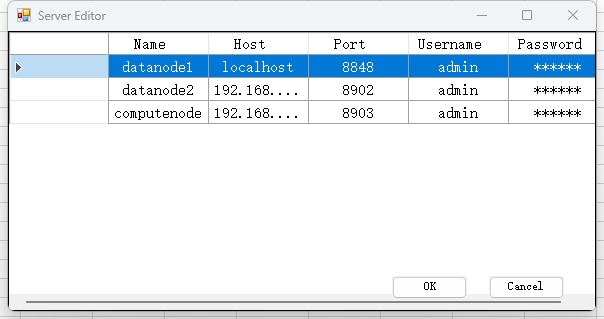 Server Editor
Name Host Port Username Password
datanode1 localhost 8848 admin ******
datanode2 192.168.... 8902 admin ******
computenode 192.168.... 8903 admin ******
OK Cancel